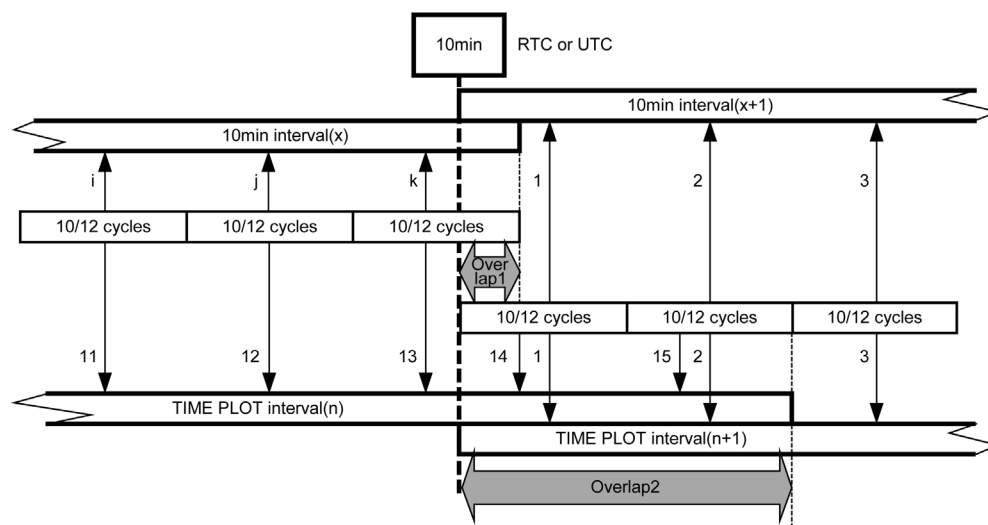 10min
RTC or UTC
10min interval(x+1)
10min interval(x)
i
j
k
1
2
3
10/12 cycles
10/12 cycles
10/12 cycles
Over
lap1
10/12 cycles
10/12 cycles
10/12 cycles
11
12
13
14
1
15
2
3
TIME PLOT interval(n)
TIME PLOT interval(n+1)
Overlap2